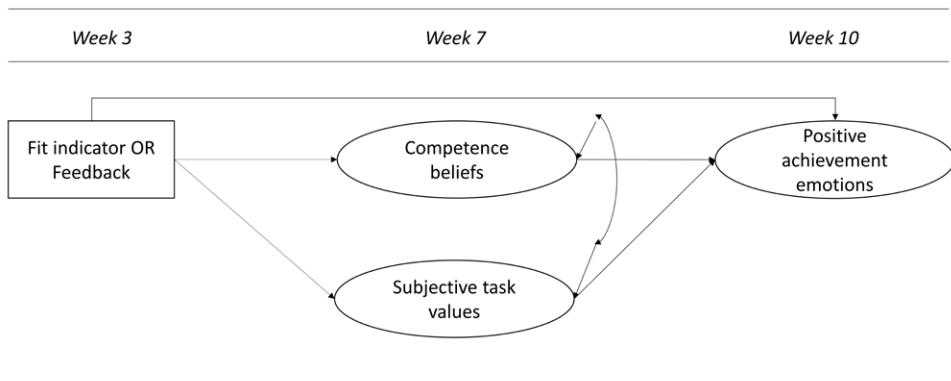 Week 3
Week 7
Week 10
Fit indicator OR
Feedback
Competence
beliefs
Positive
achievement
emotions
Subjective task
values